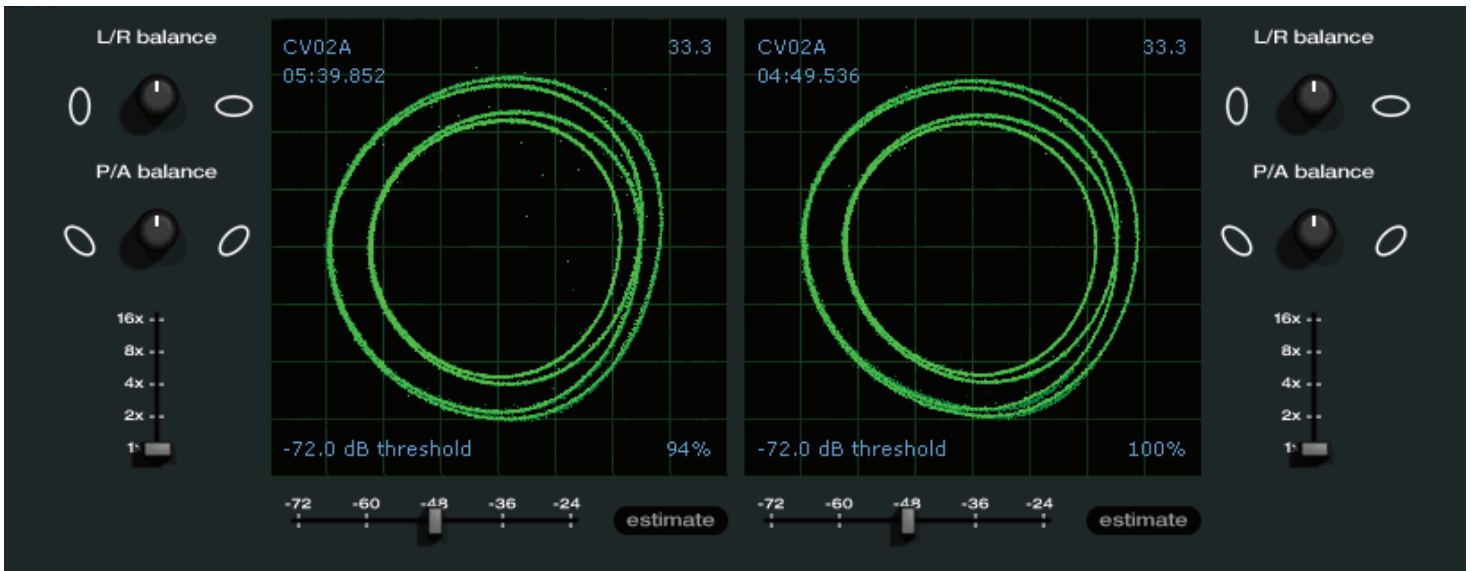 L/R balance
P/A balance
16x
8x
4x
2x
CV02A
33.3
05:39.852
-72.0 dB threshold
94%
-72
-60
-48
-36
-24
estimate
CV02A
33.3
04:49.536
-72.0 dB threshold
100%
-72
-60
-48
-36
-24
estimate
L/R balance
P/A balance
16x
8x
4x
2x